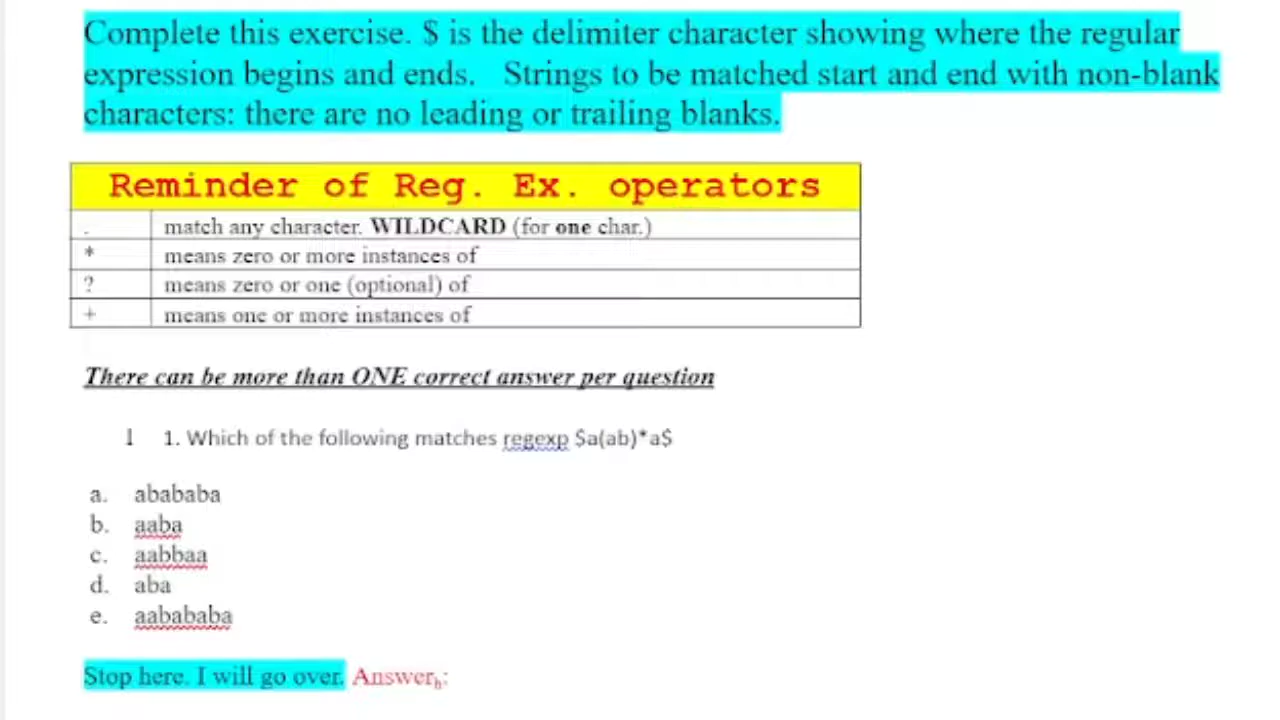 Complete this exercise. $ is the delimiter character showing where the regular
expression begins and ends. Strings to be matched start and end with non-blank
characters: there are no leading or trailing blanks.
Reminder of Reg. Ex. operators
. match any character. WILDCARD (for one char.)
* means zero or more instances of
? means zero or one (optional) of
+ means one or more instances of
There can be more than ONE correct answer per question
1 1. Which of the following matches regexp $a(ab)*a$
a. abababa
b. aaba
c. aabbaa
d. aba
e. aabababa
Stop here. I will go over. Answerb: